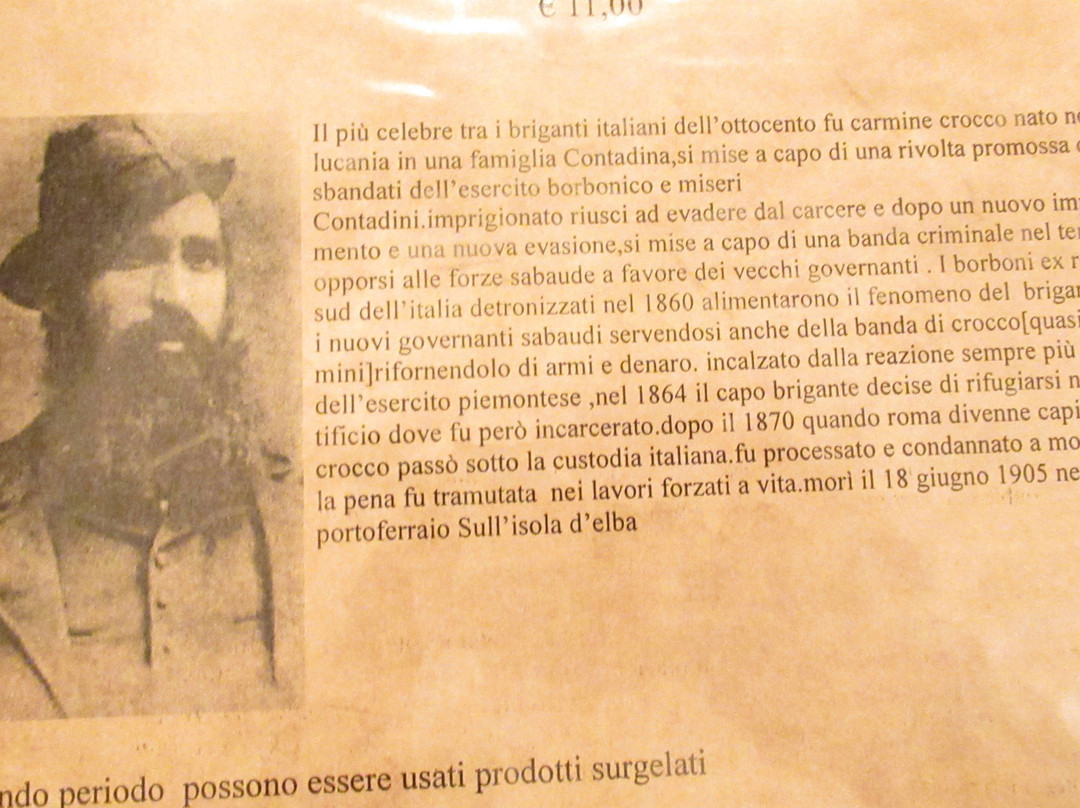 € 11,00
Il più celebre tra i briganti italiani dell'ottocento fu carmine crocco nato
lucania in una famiglia Contadina,si mise a capo di una rivolta promossa
sbandati dell'esercito borbonico e miseri
Contadini.imprigionato riusci ad evadere dal carcere e dopo un nuovo
mento e una nuova evasione,si mise a capo di una banda criminale nel
opporsi alle forze sabaude a favore dei vecchi governanti . I borboni ex
sud dell'italia detronizzati nel 1860 alimentarono il fenomeno del
i nuovi governanti sabaudi servendosi anche della banda di crocco[quasi
mini]rifornendolo di armi e denaro. incalzato dalla reazione sempre più
dell'esercito piemontese ,nel 1864 il capo brigante decise di rifugiarsi
tificio dove fu però incarcerato.dopo il 1870 quando roma divenne
crocco passò sotto la custodia italiana.fu processato e condannato a
la pena fu tramutata nei lavori forzati a vita.morì il 18 giugno 1905
portoferraio Sull'isola d'elba
ndo periodo possono essere usati prodotti surgelati